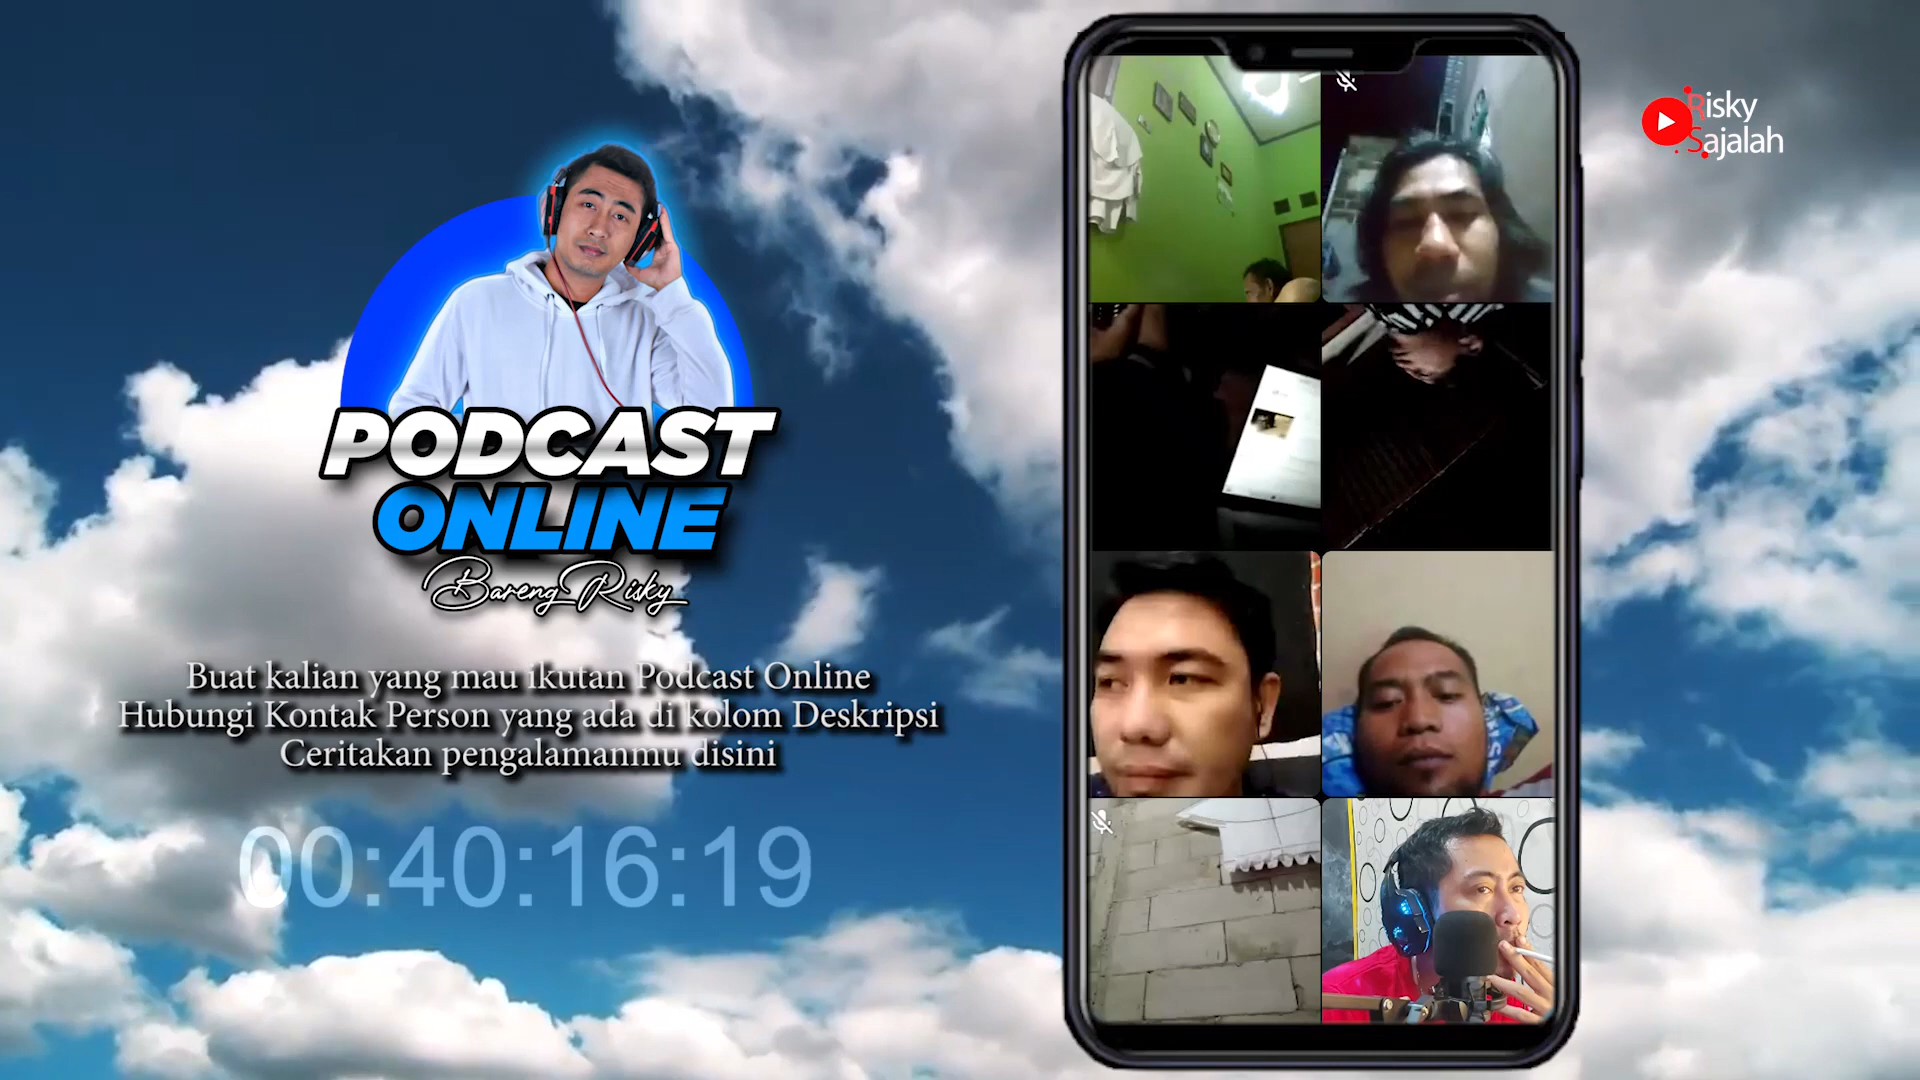 PODCAST
ONLINE
Bareng Risky
Buat kalian yang mau ikutan Podcast Online
Hubungi Kontak Person yang ada di kolom Deskripsi
Ceritakan pengalamanmu disini
00:40:16:19
Risky
Sajalah